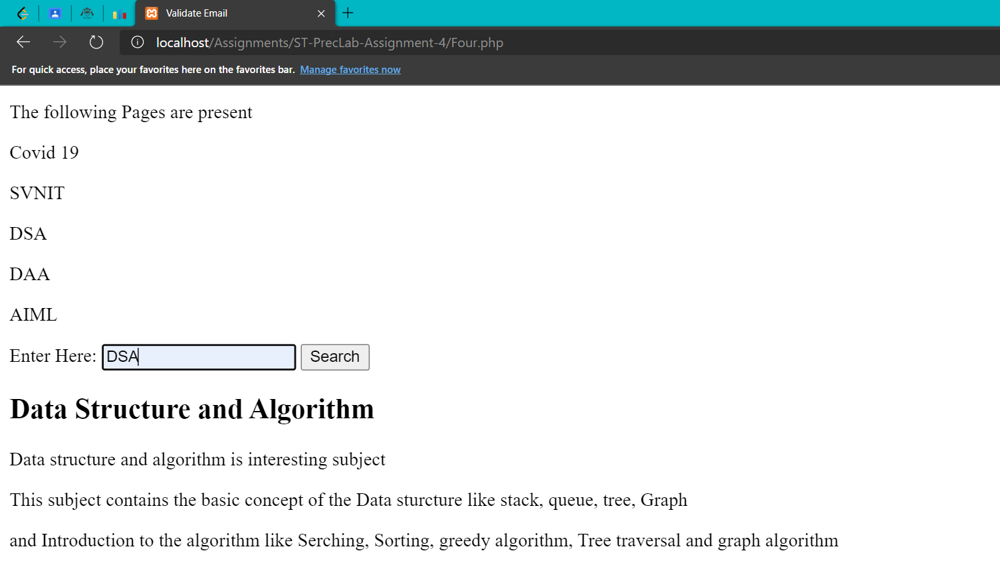 Validate Email
localhost/Assignments/ST-PrecLab-Assignment-4/Four.php
For quick access, place your favorites here on the favorites bar. Manage favorites now
The following Pages are present
Covid 19
SVNIT
DSA
DAA
AIML
Enter Here: DSA Search
Data Structure and Algorithm
Data structure and algorithm is interesting subject
This subject contains the basic concept of the Data sturcture like stack, queue, tree, Graph
and Introduction to the algorithm like Serching, Sorting, greedy algorithm, Tree traversal and graph algorithm